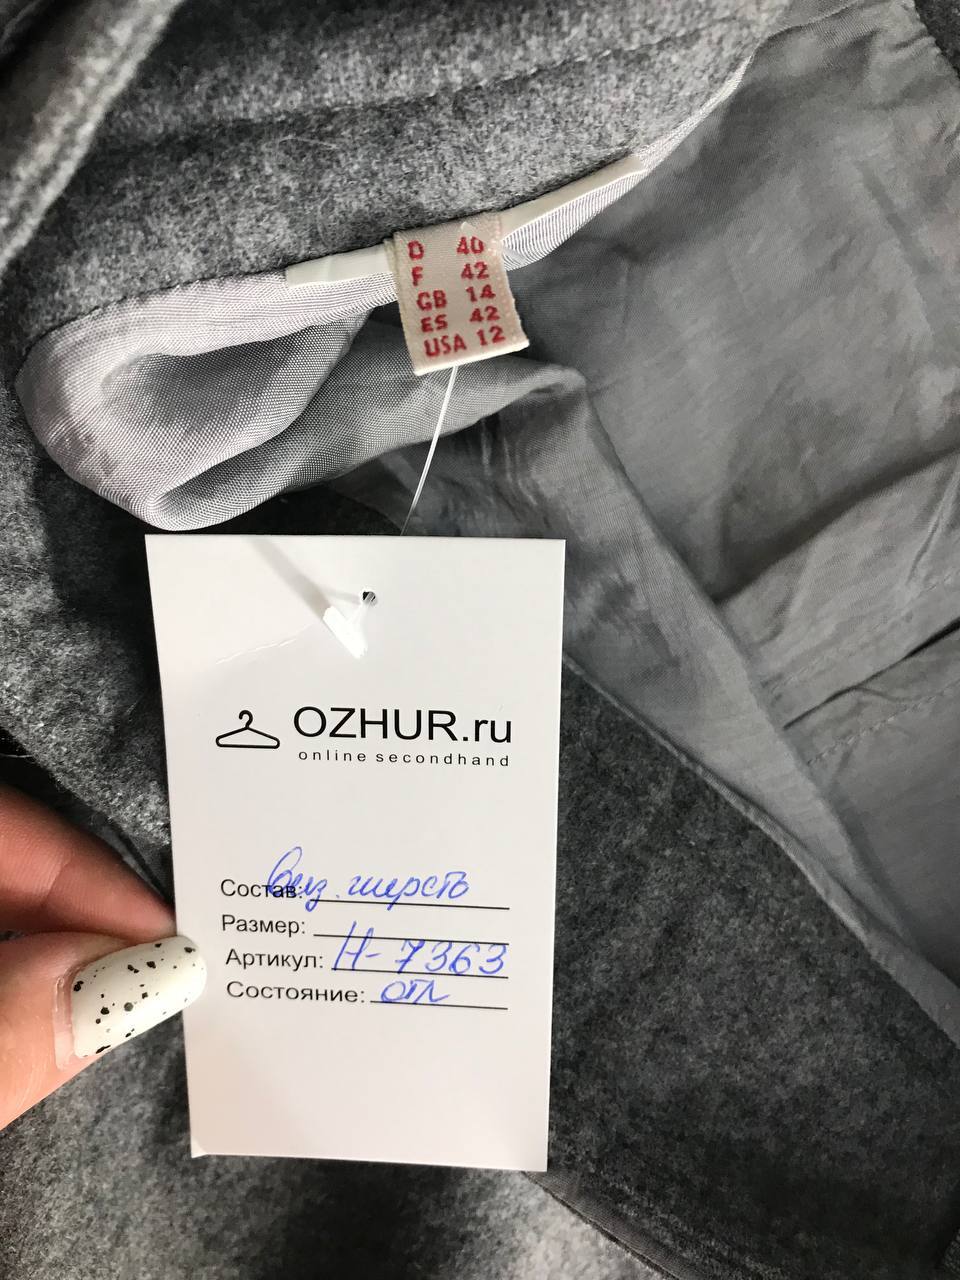 D 40
F 42
GB 14
ES 42
USA 12
OZHUR.ru
online secondhand
Состав: виз. шерсть
Размер:
Артикул: Н-7363
Состояние: отл